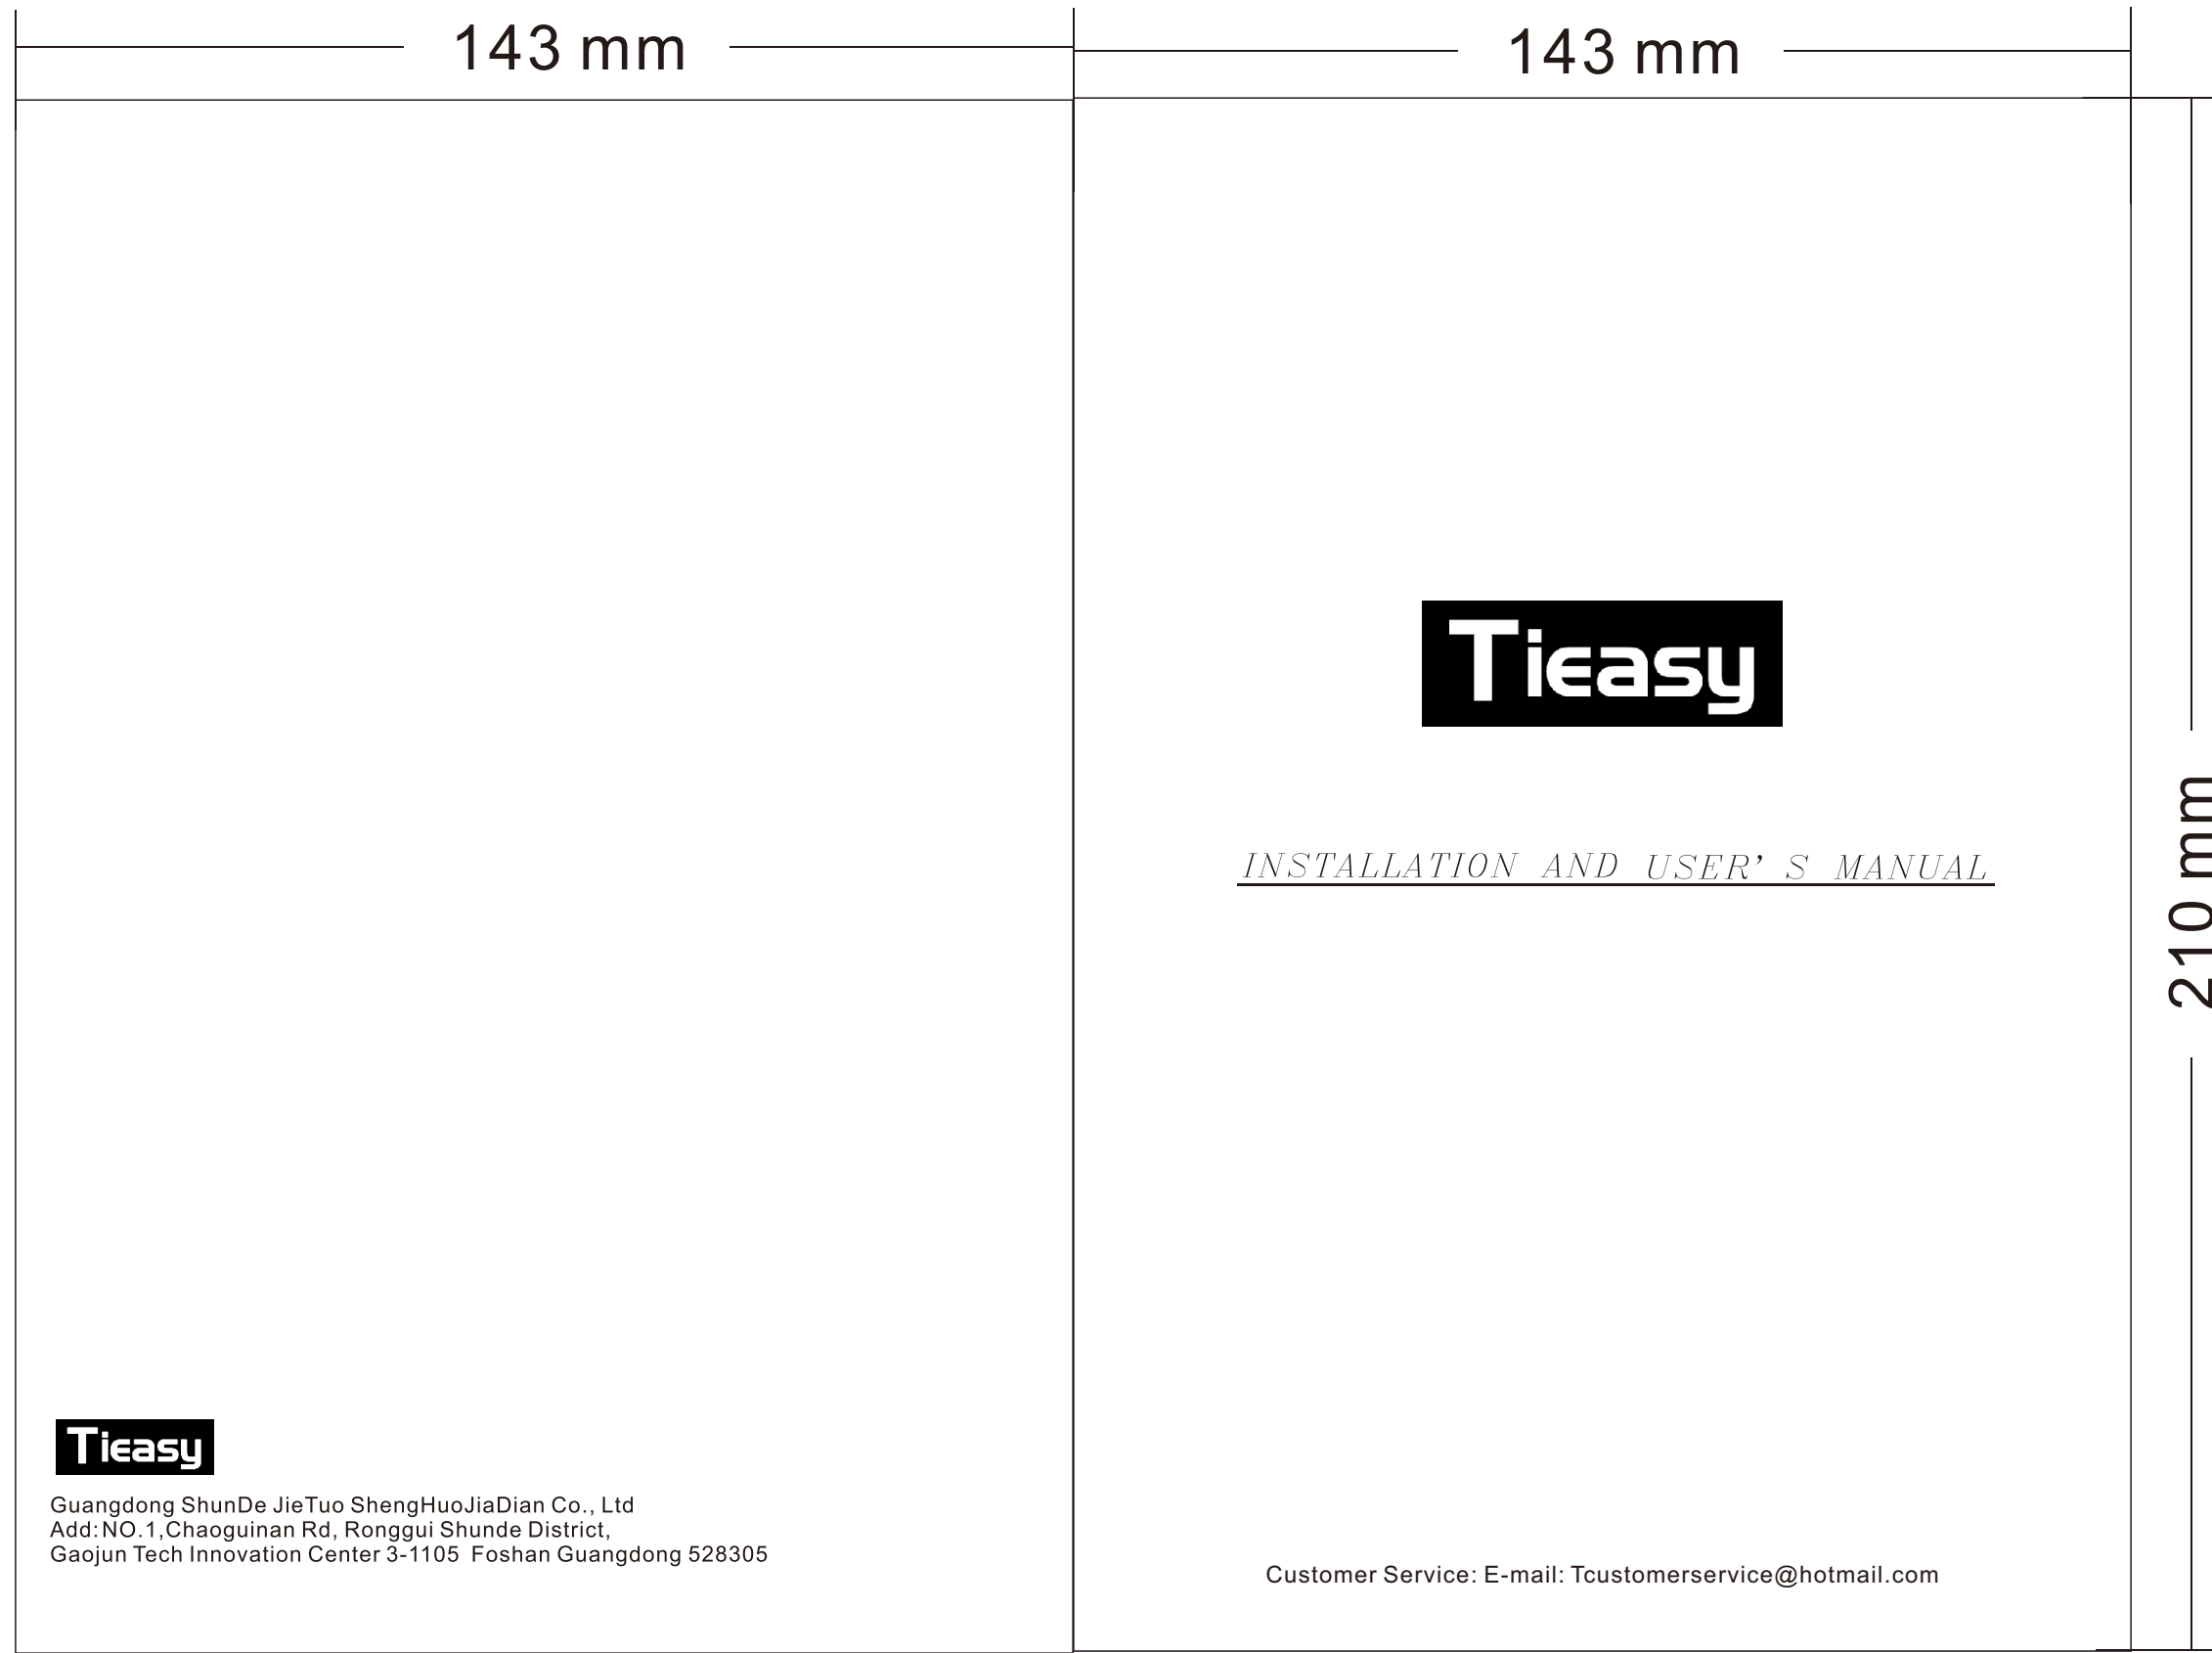 143 mm
143 mm
Tieasy
INSTALLATION AND USER' S MANUAL
210 mm
Tieasy
Guangdong ShunDe JieTuo ShengHuoJiaDian Co., Ltd
Add:NO.1,Chaoguinan Rd, Ronggui Shunde District,
Gaojun Tech Innovation Center 3-1105 Foshan Guangdong 528305
Customer Service: E-mail: Tcustomerservice@hotmail.com